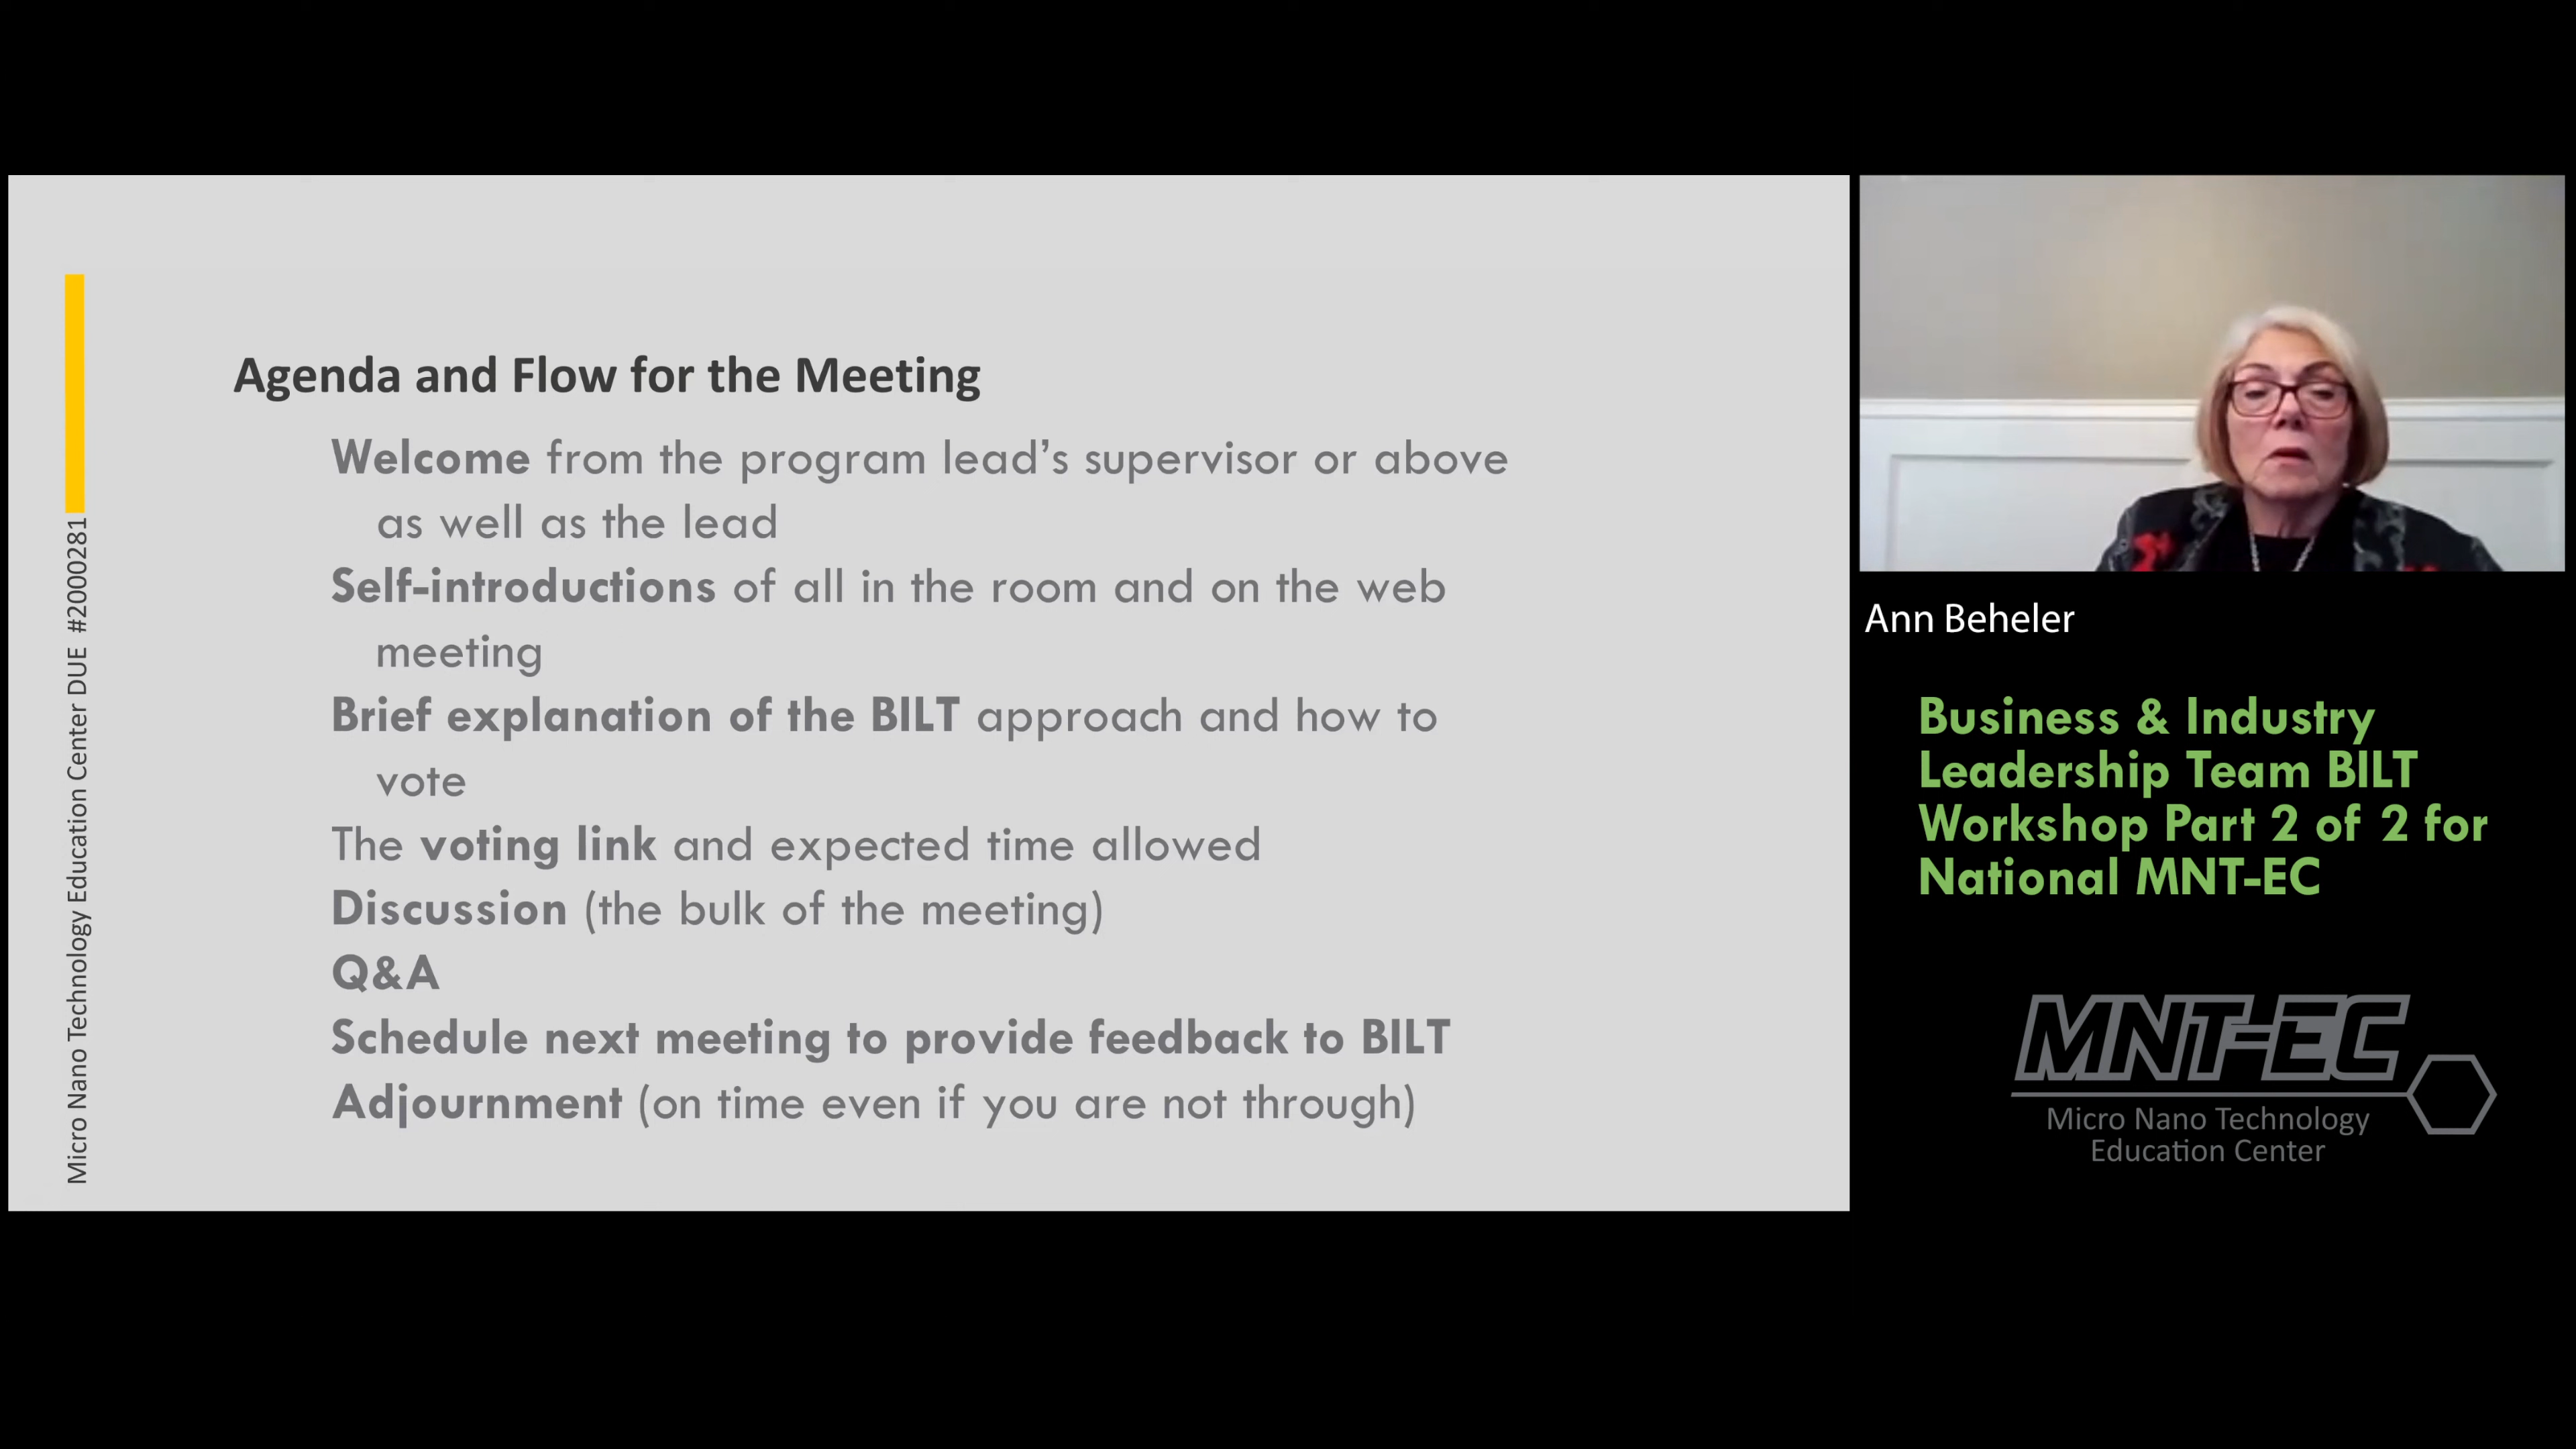 Micro Nano Technology Education Center DUE #2000281
Agenda and Flow for the Meeting
Welcome from the program lead’s supervisor or above
as well as the lead
Self-introductions of all in the room and on the web
meeting
Brief explanation of the BILT approach and how to
vote
The voting link and expected time allowed
Discussion (the bulk of the meeting)
Q&A
Schedule next meeting to provide feedback to BILT
Adjournment (on time even if you are not through)
Ann Beheler
Business & Industry
Leadership Team BILT
Workshop Part 2 of 2 for
National MNT-EC
MNT-EC
Micro Nano Technology
Education Center